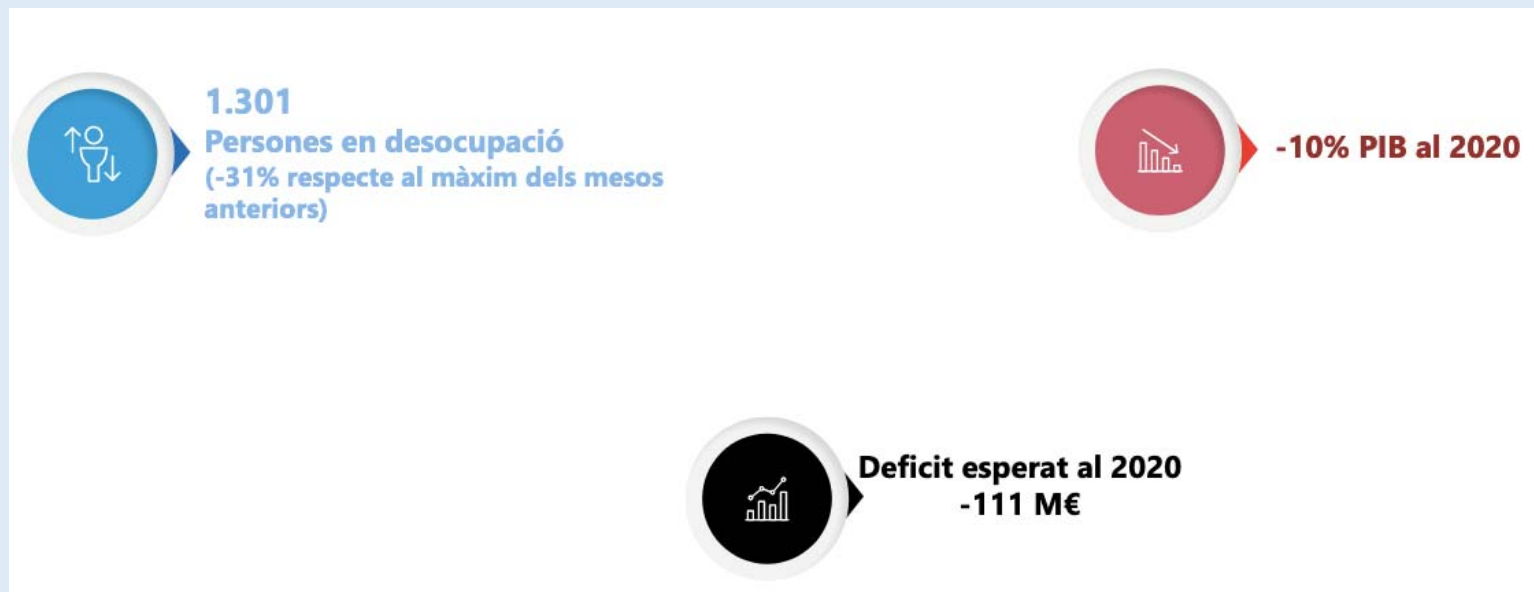 1.301
Persones en desocupació
(-31% respecte al màxim dels mesos
anteriors)
-10% PIB al 2020
Deficit esperat al 2020
-111 M€